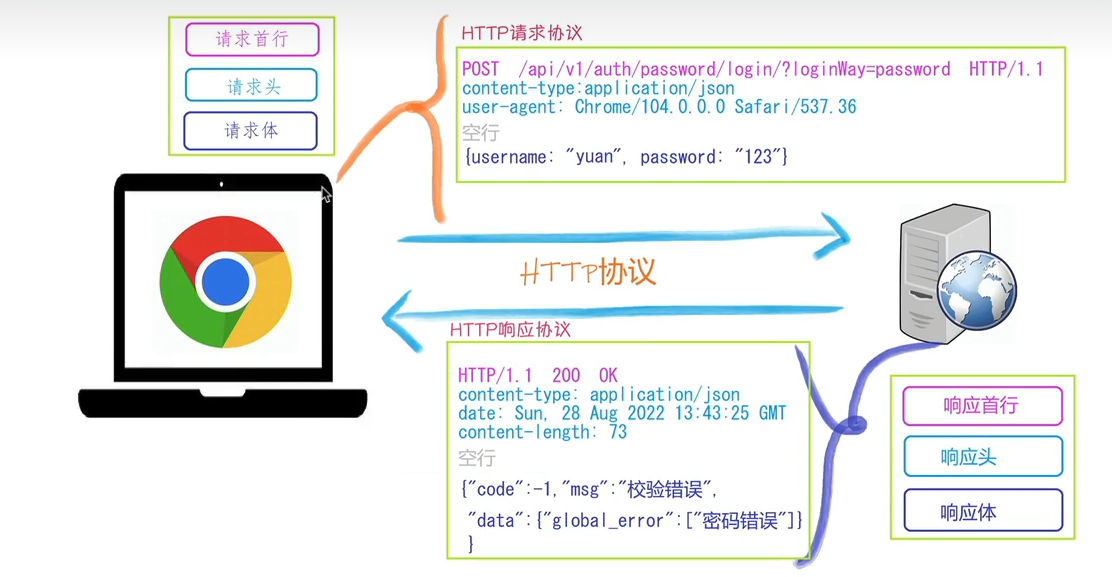 请求首行
请求头
请求体
HTTP请求协议
POST /api/v1/auth/password/login/?loginWay=password HTTP/1.1
content-type:application/json
user-agent: Chrome/104.0.0.0 Safari/537.36
空行
{username: "yuan", password: "123"}
HTTP协议
HTTP响应协议
HTTP/1.1 200 OK
content-type: application/json
date: Sun, 28 Aug 2022 13:43:25 GMT
content-length: 73
空行
{"code":-1,"msg":"校验错误",
"data":{"global_error":["密码错误"]}
}
响应首行
响应头
响应体